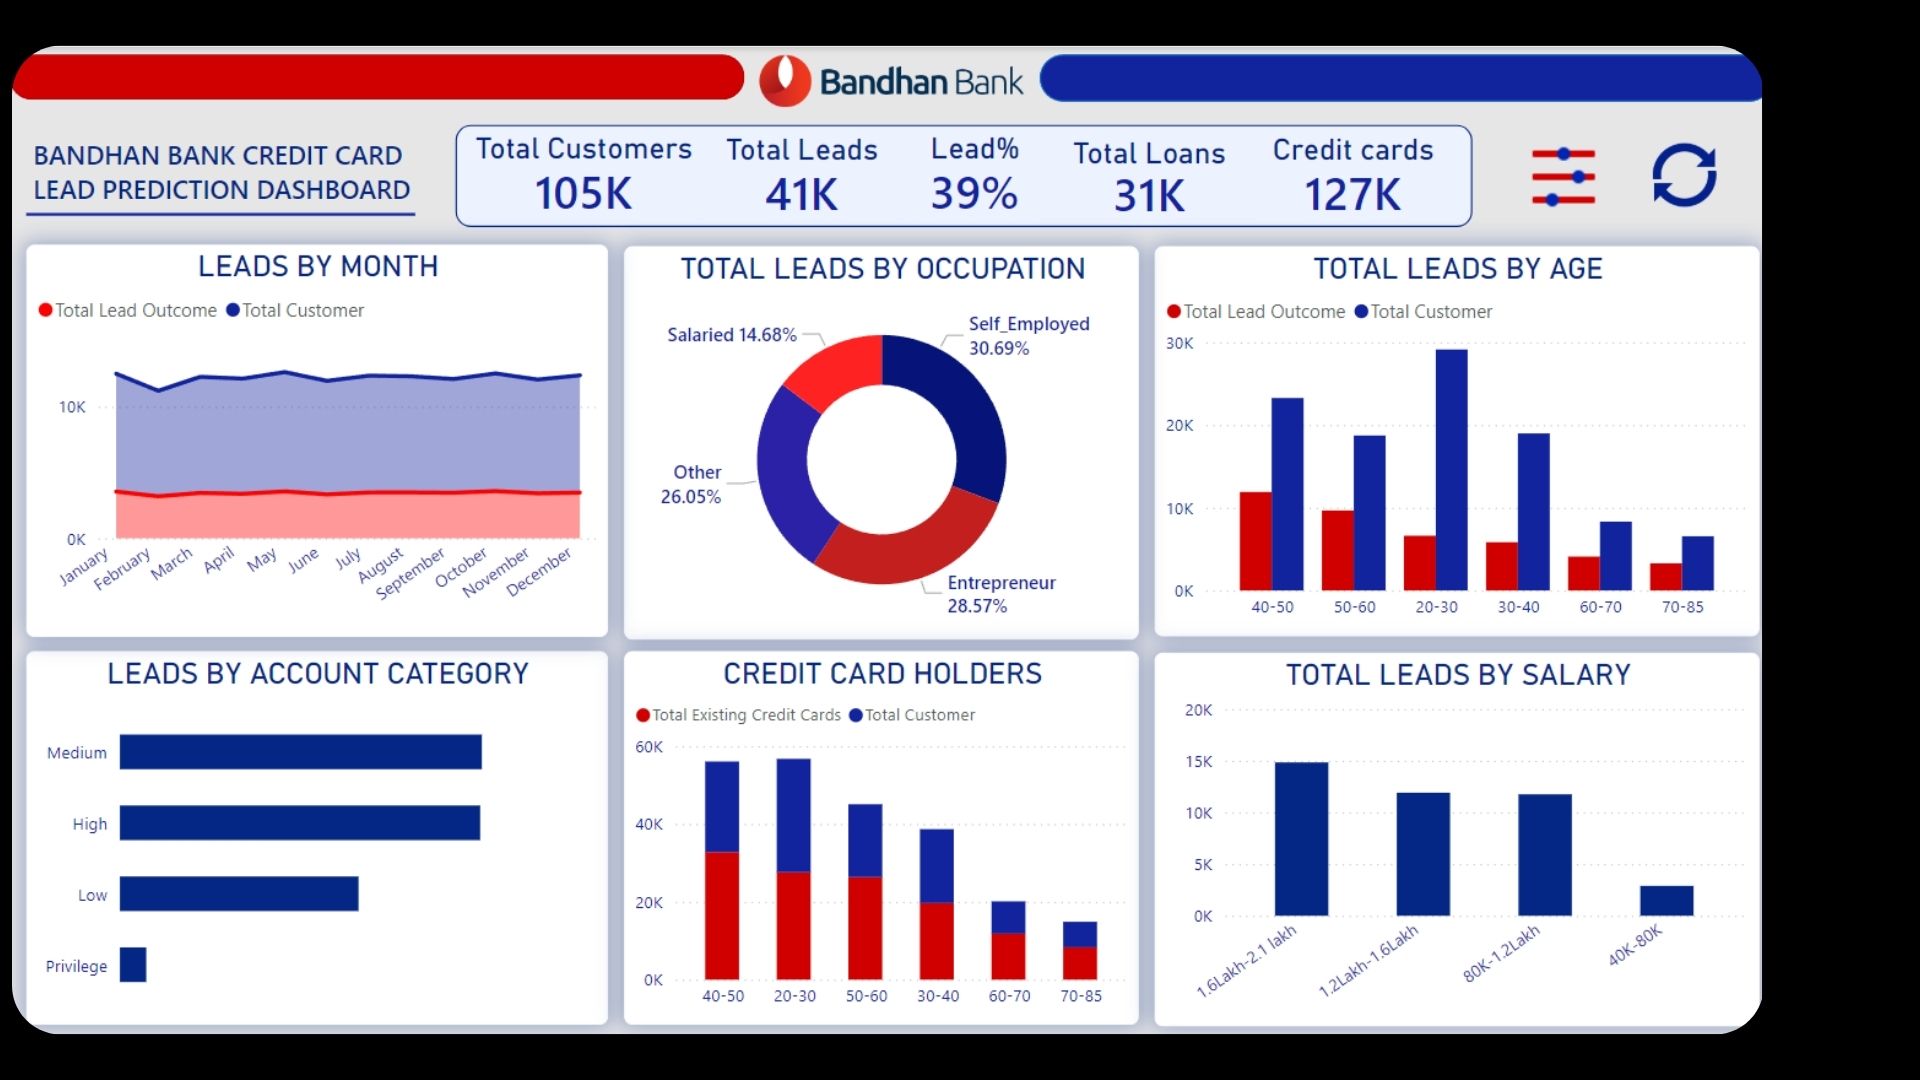 Bandhan Bank
BANDHAN BANK CREDIT CARD
LEAD PREDICTION DASHBOARD
Total Customers
105K
Total Leads
41K
Lead%
39%
Total Loans
31K
Credit cards
127K
LEADS BY MONTH
Total Lead Outcome Total Customer
10K
0K
January February March April May June July August September October November December
TOTAL LEADS BY OCCUPATION
Salaried 14.68%
Self_Employed
30.69%
Other
26.05%
Entrepreneur
28.57%
TOTAL LEADS BY AGE
Total Lead Outcome Total Customer
30K
20K
10K
0K
40-50 50-60 20-30 30-40 60-70 70-85
LEADS BY ACCOUNT CATEGORY
Medium
High
Low
Privilege
CREDIT CARD HOLDERS
Total Existing Credit Cards Total Customer
60K
40K
20K
0K
40-50 20-30 50-60 30-40 60-70 70-85
TOTAL LEADS BY SALARY
20K
15K
10K
5K
0K
1.6Lakh-2.1 lakh 1.2Lakh-1.6Lakh 80K-1.2Lakh 40K-80K